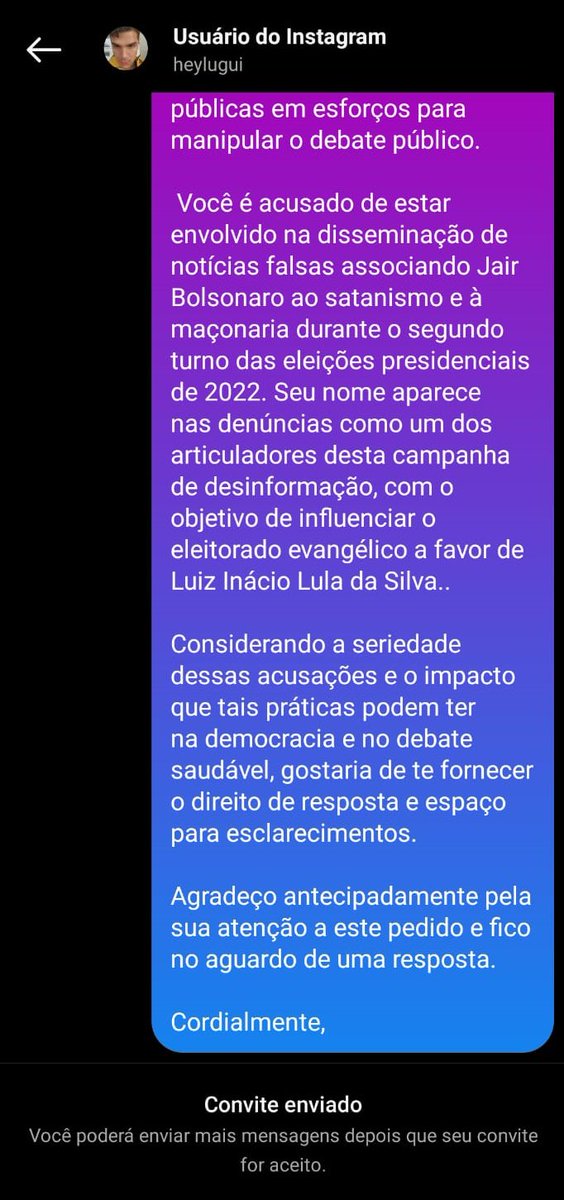 Usuário do Instagram
heylugui
públicas em esforços para
manipular o debate público.
Você é acusado de estar
envolvido na disseminação de
notícias falsas associando Jair
Bolsonaro ao satanismo e à
maçonaria durante o segundo
turno das eleições presidenciais
de 2022. Seu nome aparece
nas denúncias como um dos
articuladores desta campanha
de desinformação, com o
objetivo de influenciar o
eleitorado evangélico a favor de
Luiz Inácio Lula da Silva..
Considerando a seriedade
dessas acusações e o impacto
que tais práticas podem ter
na democracia e no debate
saudável, gostaria de te fornecer
o direito de resposta e espaço
para esclarecimentos.
Agradeço antecipadamente pela
sua atenção a este pedido e fico
no aguardo de uma resposta.
Cordialmente,
Convite enviado
Você poderá enviar mais mensagens depois que seu convite
for aceito.